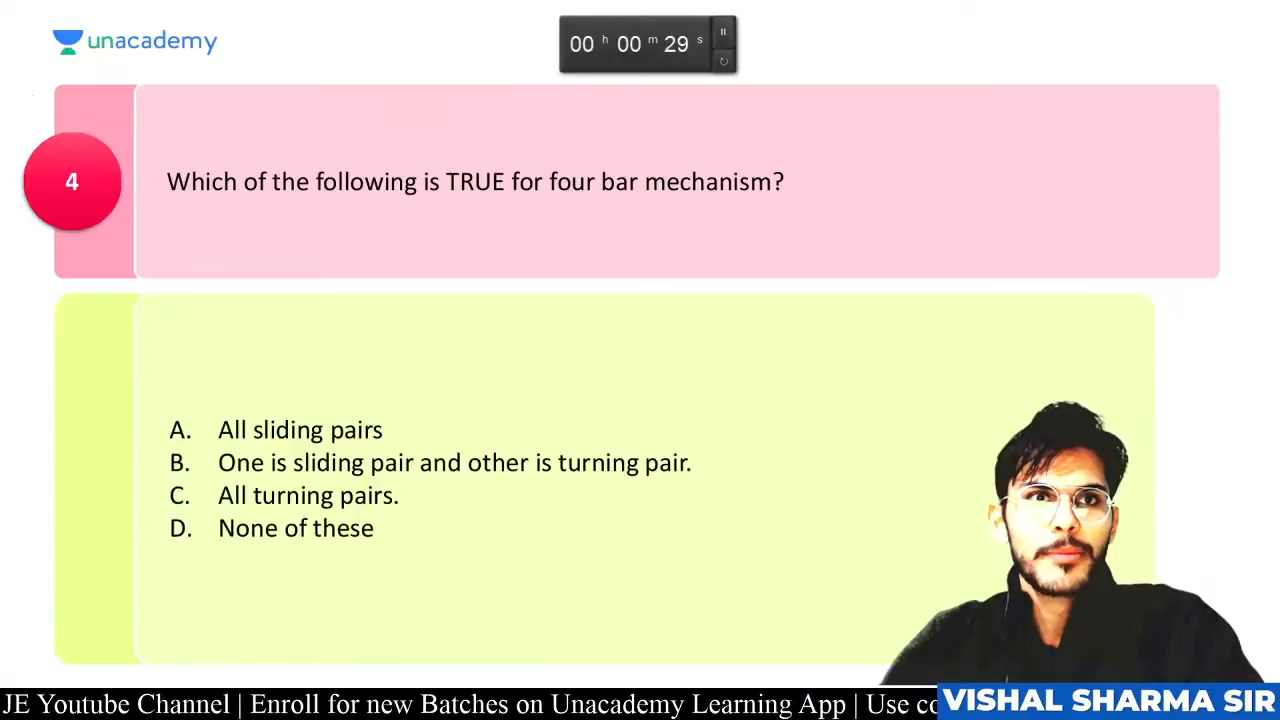 unacademy
00 h 00 m 29 s
4
Which of the following is TRUE for four bar mechanism?
A. All sliding pairs
B. One is sliding pair and other is turning pair.
C. All turning pairs.
D. None of these
JE Youtube Channel | Enroll for new Batches on Unacademy Learning App | Use
VISHAL SHARMA SIR